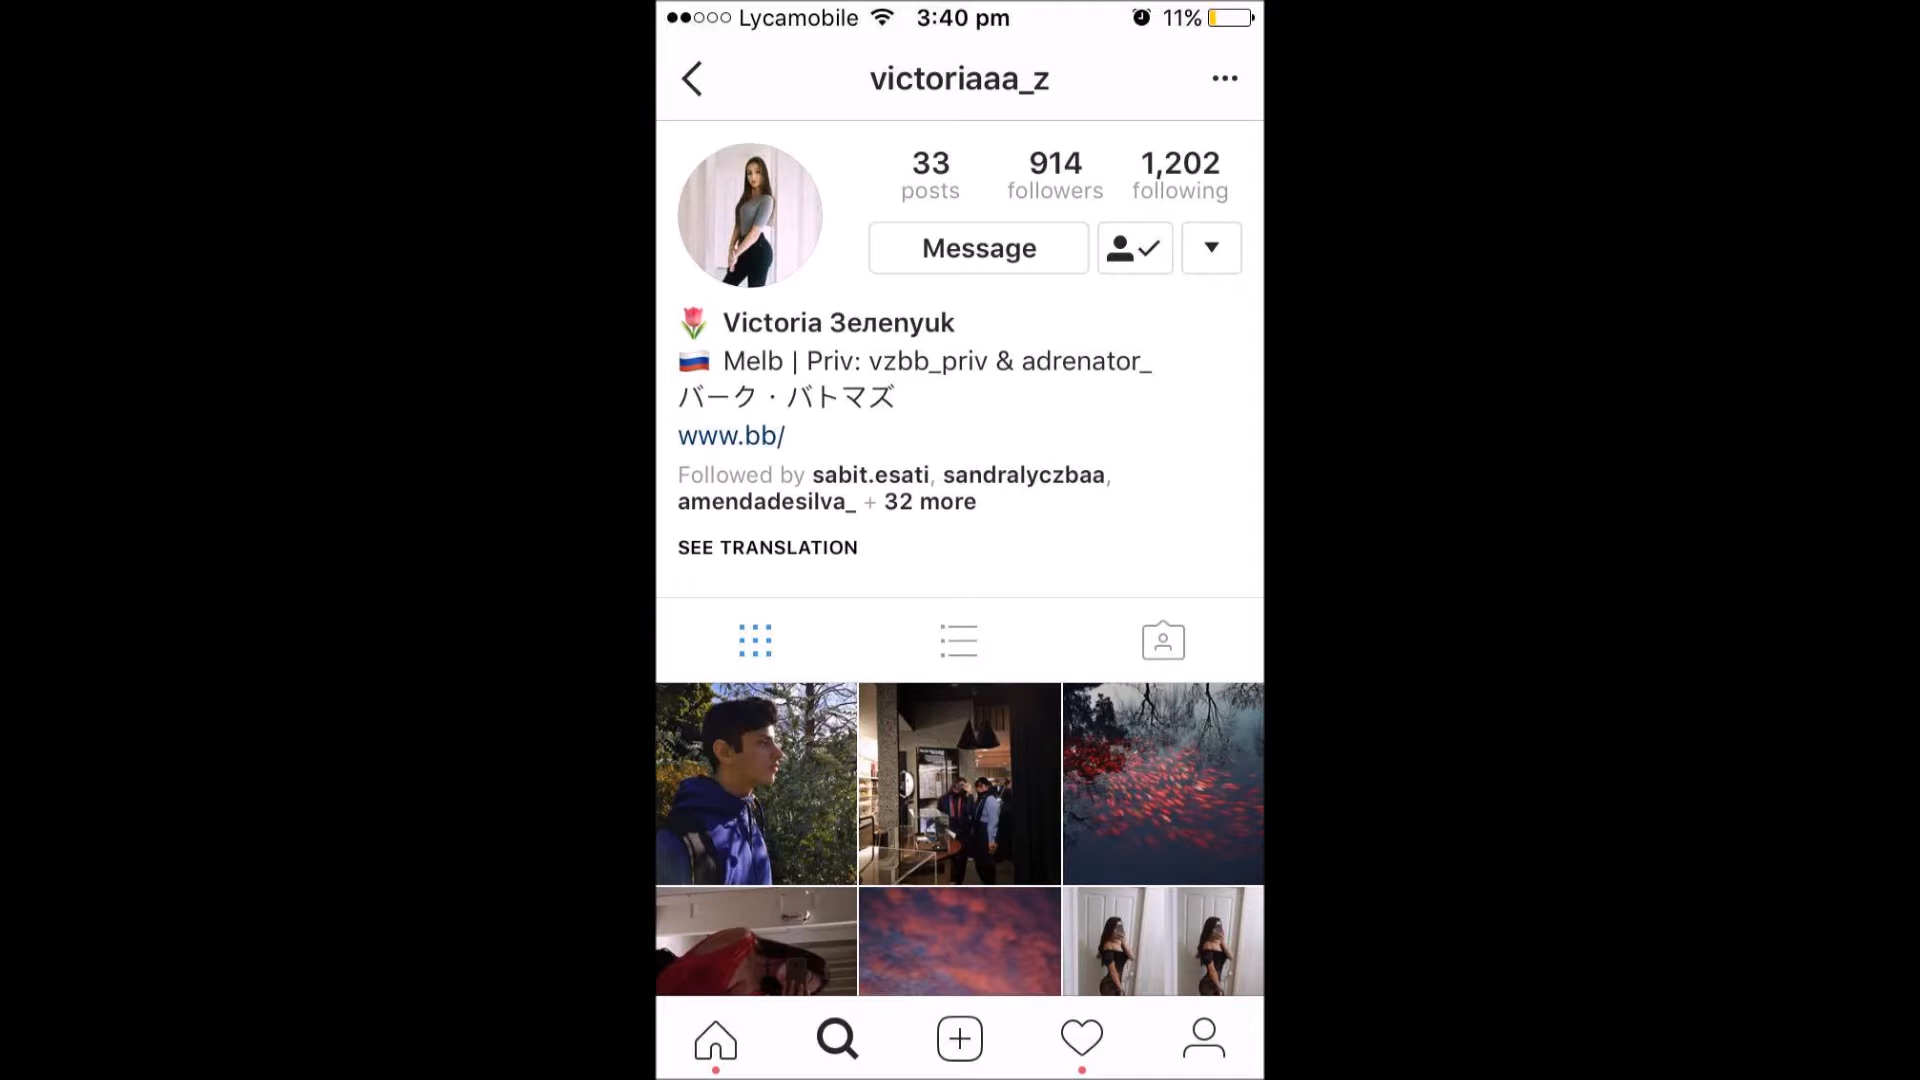 Lycamobile 3:40 pm 11%
victoriaaa_z
33 914 1,202
posts followers following
Message
Victoria Зелепyuk
Melb | Priv: vzbb_priv & adrenator_
バーク・バトマズ
www.bb/
Followed by sabit.esati, sandralyczbaa,
amendadesilva_ + 32 more
SEE TRANSLATION